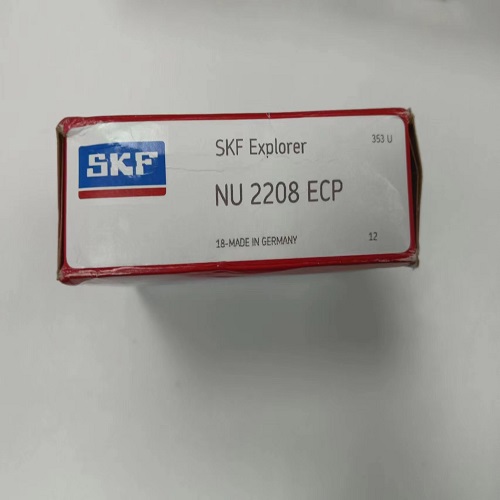 SKF
SKF Explorer
353 U
NU 2208 ECP
18-MADE IN GERMANY
12